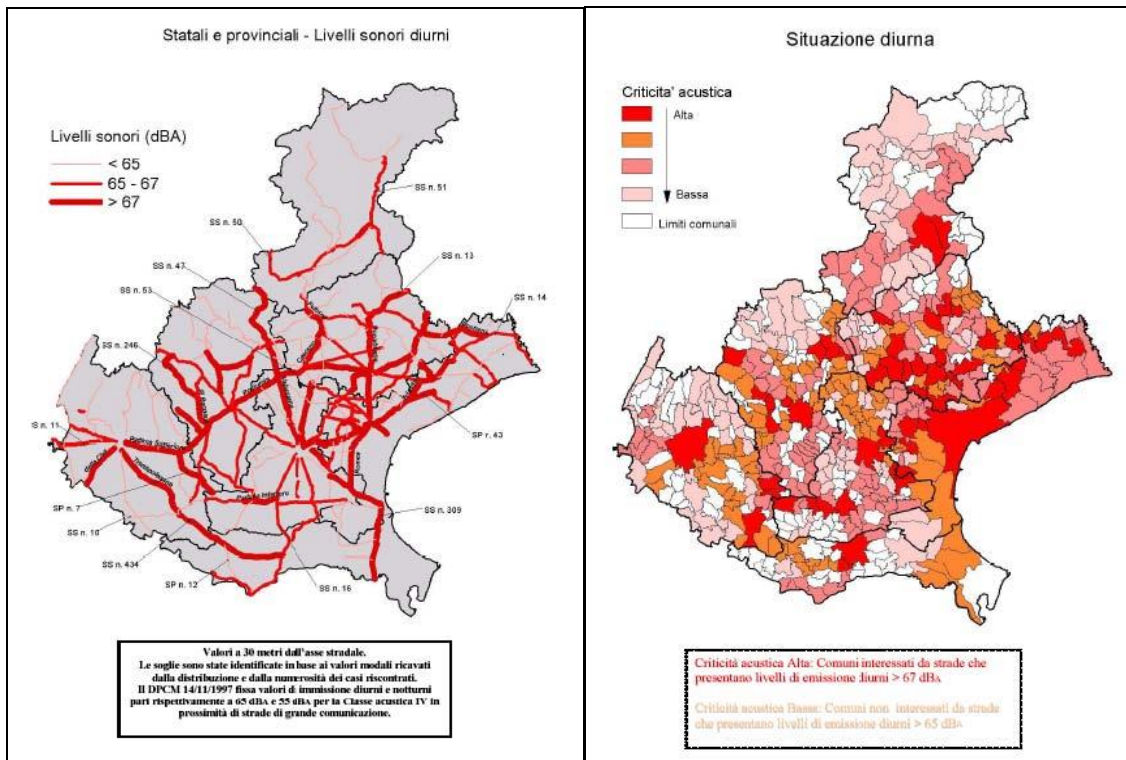 Statali e provinciali - Livelli sonori diurni
Livelli sonori (dBA)
< 65
65 - 67
> 67
SS n. 51
SS n. 50
SS n. 13
SS n. 47
SS n. 53
SS n. 14
SS n. 246
S n. 11
SP r. 43
SP n. 7
SS n. 309
SS n. 10
SS n. 434
SP n. 12
SS n. 16
Valori a 30 metri dall'asse stradale.
Le soglie sono state identificate in base ai valori modali ricavati
dalla distribuzione e dalla numerosità dei casi riscontrati.
Il DPCM 14/11/1997 fissa valori di immissione diurni e notturni
pari rispettivamente a 65 dBA e 55 dBA per la Classe acustica IV in
prossimità di strade di grande comunicazione.
Situazione diurna
Criticita' acustica
Alta
Bassa
Limiti comunali
Criticità acustica Alta: Comuni interessati da strade che
presentano livelli di emissione diurni > 67 dBA
Criticità acustica Bassa: Comuni non interessati da strade
che presentano livelli di emissione diurni > 65 dBA